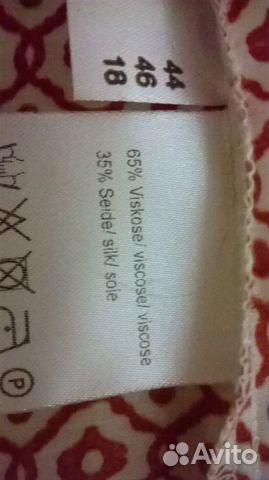 44
46
18
65% Viskose/ viscose/ viscose
35% Seide/ silk/ soie
P
Avito